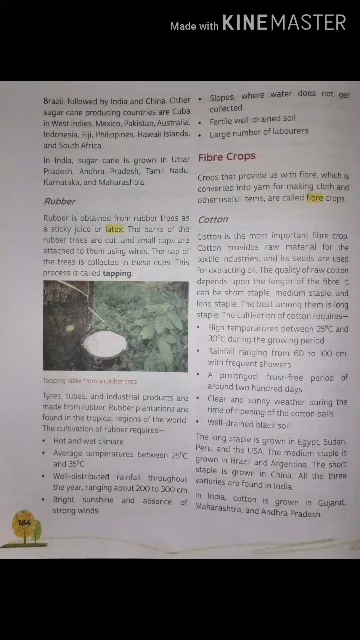 Made with KINEMASTER
Brazil, followed by India and China. Other
sugar cane producing countries are Cuba
in West Indies, Mexico, Pakistan, Australia,
Indonesia, Fiji, Philippines, Hawaii Islands,
and South Africa.
In India, sugar cane is grown in Uttar
Pradesh, Andhra Pradesh, Tamil Nadu,
Karnataka, and Maharashtra.
Rubber
Rubber is obtained from rubber trees as
a sticky juice or latex. The barks of the
rubber trees are cut, and small cups are
attached to them using wires. The sap of
the trees is collected in these cups. This
process is called tapping.
Tapping latex from a rubber tree
Tyres, tubes, and industrial products are
made from rubber. Rubber plantations are
found in the tropical regions of the world.
The cultivation of rubber requires—
• Hot and wet climate
• Average temperatures between 25°C
and 35°C
• Well-distributed rainfall throughout
the year, ranging about 200 to 300 cm
• Bright sunshine and absence of
strong winds
184
• Slopes, where water does not get
collected
• Fertile well-drained soil
• Large number of labourers
Fibre Crops
Crops that provide us with fibre, which is
converted into yarn for making cloth and
other useful items, are called fibre crops.
Cotton
Cotton is the most important fibre crop.
Cotton provides raw material for the
textile industries, and its seeds are used
for extracting oil. The quality of raw cotton
depends upon the length of the fibre. It
can be short staple, medium staple, and
long staple. The best among them is long
staple. The cultivation of cotton requires—
• High temperatures between 25°C and
30°C during the growing period
• Rainfall ranging from 60 to 100 cm
with frequent showers
• A prolonged frost-free period of
around two hundred days
• Clear and sunny weather during the
time of ripening of the cotton balls
• Well-drained black soil
The long staple is grown in Egypt, Sudan,
Peru, and the USA. The medium staple is
grown in Brazil and Argentina. The short
staple is grown in China. All the three
varieties are found in India.
In India, cotton is grown in Gujarat,
Maharashtra, and Andhra Pradesh.